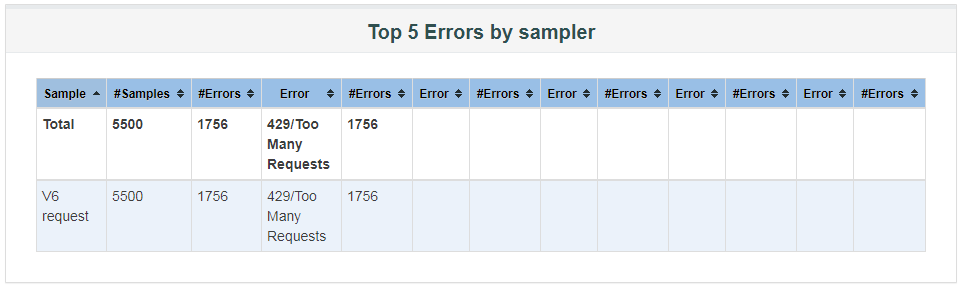 Top 5 Errors by sampler
Sample #Samples #Errors Error #Errors Error #Errors Error #Errors Error #Errors Error #Errors
Total 5500 1756 429/Too 1756
Many
Requests
V6 5500 1756 429/Too 1756
request Many
Requests